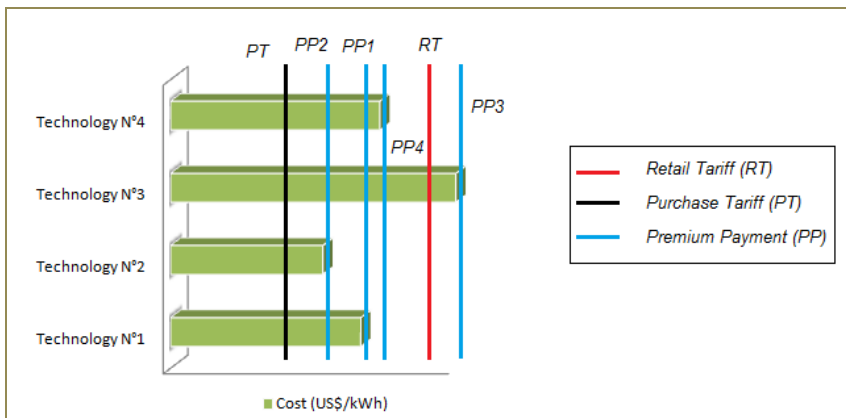 PT
PP2
PP1
RT
PP3
PP4
Technology N°4
Technology N°3
Technology N°2
Technology N°1
Cost (US$/kWh)
Retail Tariff (RT)
Purchase Tariff (PT)
Premium Payment (PP)